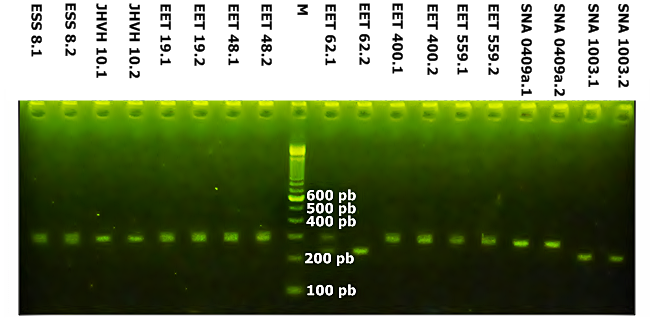 ESS 8.1
ESS 8.2
JHVH 10.1
JHVH 10.2
EET 19.1
EET 19.2
EET 48.1
EET 48.2
M
EET 62.1
EET 62.2
EET 400.1
EET 400.2
EET 559.1
EET 559.2
SNA 0409a.1
SNA 0409a.2
SNA 1003.1
SNA 1003.2
600 pb
500 pb
400 pb
200 pb
100 pb